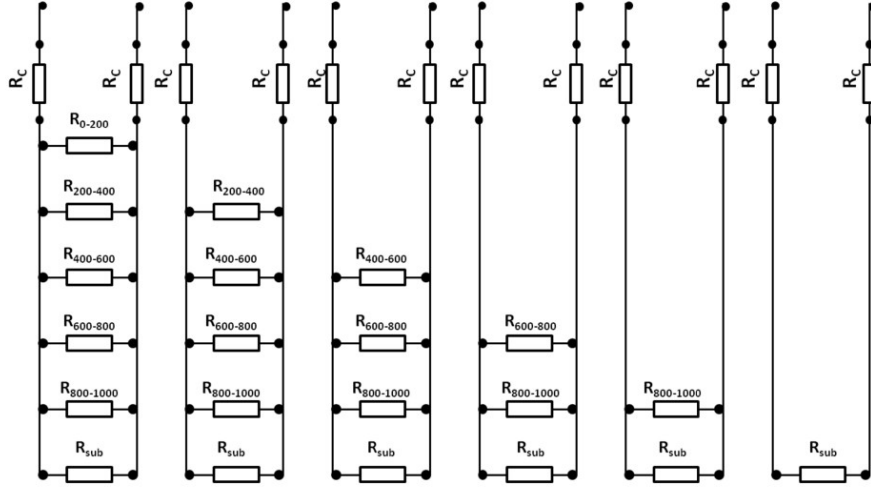 R_C R_C R_C R_C R_C R_C R_C R_C R_C R_C R_C R_C
R_0-200
R_200-400 R_200-400
R_400-600 R_400-600 R_400-600
R_600-800 R_600-800 R_600-800 R_600-800
R_800-1000 R_800-1000 R_800-1000 R_800-1000 R_800-1000
R_sub R_sub R_sub R_sub R_sub R_sub